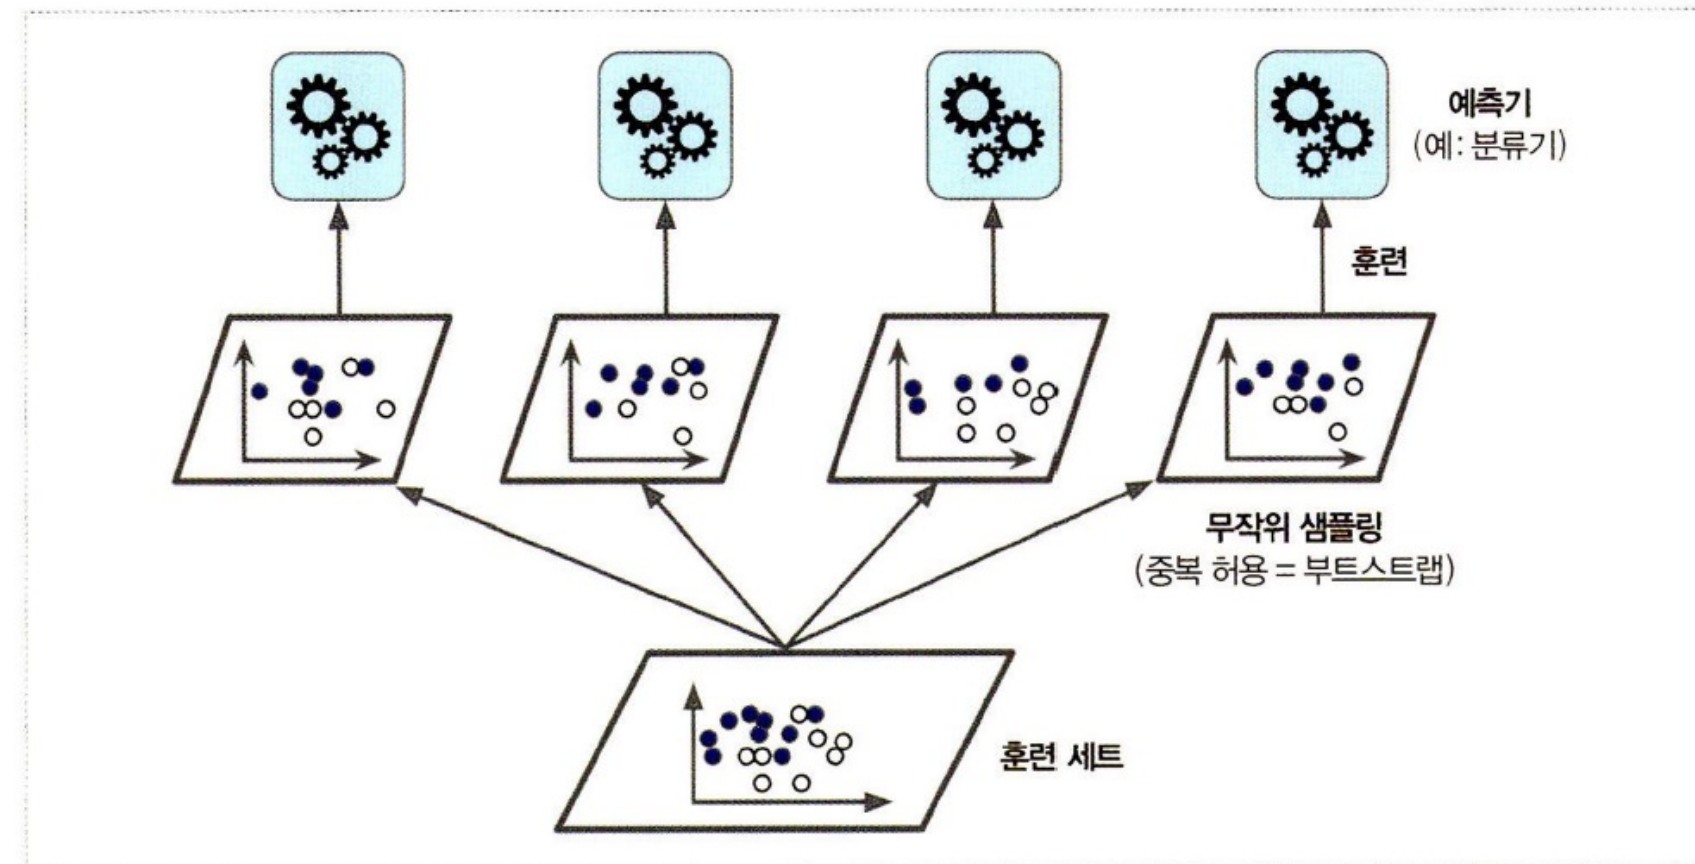 예측기
(예: 분류기)
훈련
무작위 샘플링
(중복 허용 = 부트스트랩)
훈련 세트